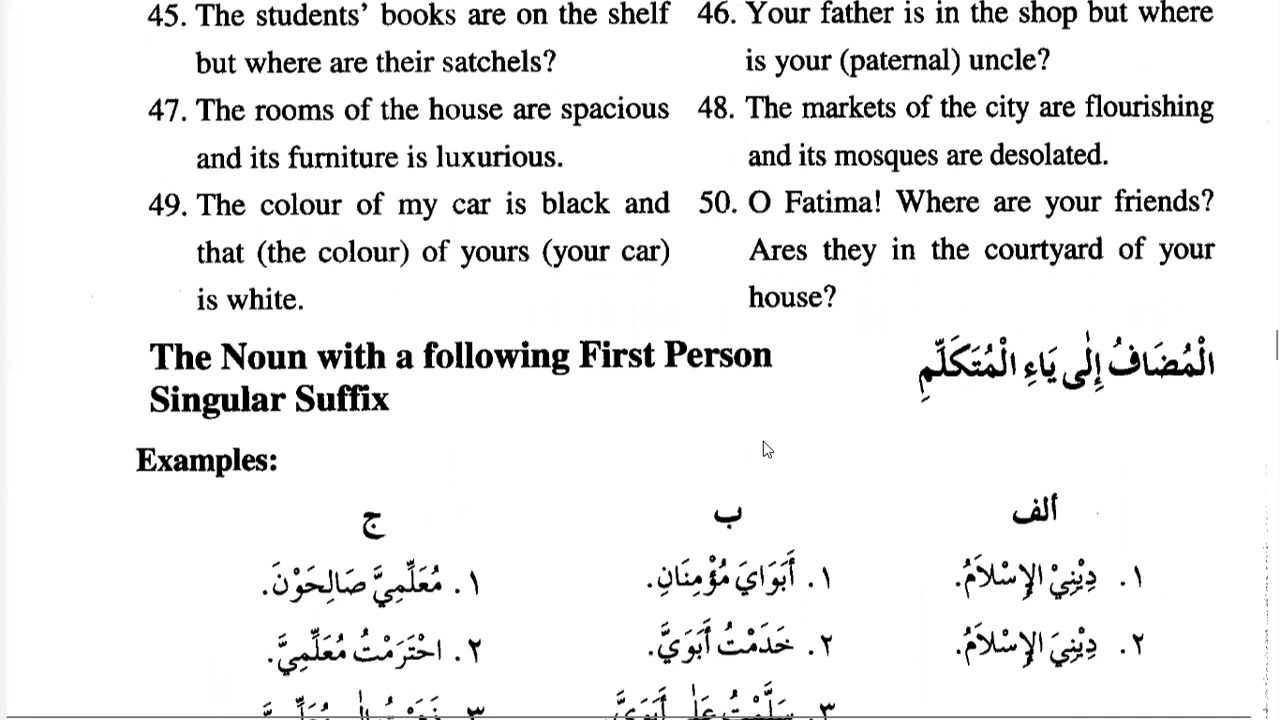 45. The students’ books are on the shelf
but where are their satchels?
46. Your father is in the shop but where
is your (paternal) uncle?
47. The rooms of the house are spacious
and its furniture is luxurious.
48. The markets of the city are flourishing
and its mosques are desolated.
49. The colour of my car is black and
that (the colour) of yours (your car)
is white.
50. O Fatima! Where are your friends?
Ares they in the courtyard of your
house?
The Noun with a following First Person
Singular Suffix
الْمُضَافُ إِلٰى يَاءِ الْمُتَكَلِّمِ
Examples:
ألف
١. دِيْنِيْ الإِسْلاَمُ.
٢. دِيْنِيَ الإِسْلاَمُ.
ب
١. أَبَوَايَ مُؤْمِنَانِ.
٢. خَدَمْتُ أَبَوَيَّ.
٣. سَلَّمْتُ عَلٰى أَبَوَيَّ
ج
١. مُعَلِّمِيَّ صَالِحَوْنَ.
٢. احْتَرَمْتُ مُعَلِّمِيَّ.